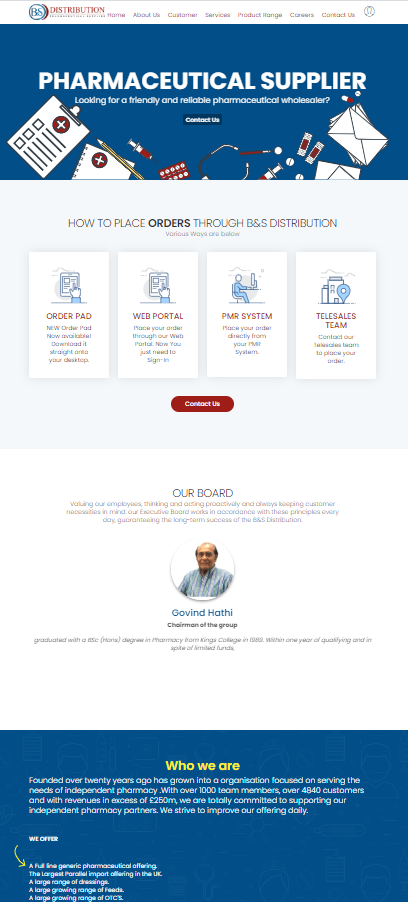 B&S DISTRIBUTION
Home About Us Customer Services Product Range Careers Contact Us
PHARMACEUTICAL SUPPLIER
Looking for a friendly and reliable pharmaceutical wholesaler?
Contact Us
HOW TO PLACE ORDERS THROUGH B&S DISTRIBUTION
Various Ways are below
ORDER PAD
NEW Order Pad
Now available!
Download it
straight onto
your desktop.
WEB PORTAL
Place your order
through our Web
Portal. Now You
just need to
Sign-in
PMR SYSTEM
Place your order
directly from
your PMR
System.
TELESALES
TEAM
Contact our
telesales team
to place your
order.
Contact Us
OUR BOARD
Valuing our employees, thinking and acting proactively and always keeping customer
necessities in mind: our Executive Board works in accordance with these principles every
day, guaranteeing the long-term success of the B&S Distribution.
Govind Hathi
Chairman of the group
graduated with a BSc (Hons) degree in Pharmacy from Kings College in 1969. Within one year of qualifying and in
spite of limited funds,
Who we are
Founded over twenty years ago has grown into a organisation focused on serving the
needs of independent pharmacy .With over 1000 team members, over 4840 customers
and with revenues in excess of £250m, we are totally committed to supporting our
independent pharmacy partners. We strive to improve our offering daily.
WE OFFER
A Full line generic pharmaceutical offering.
The Largest Parallel import offering in the UK.
A large range of dressings.
A large growing range of Feeds.
A large growing range of OTC'S.